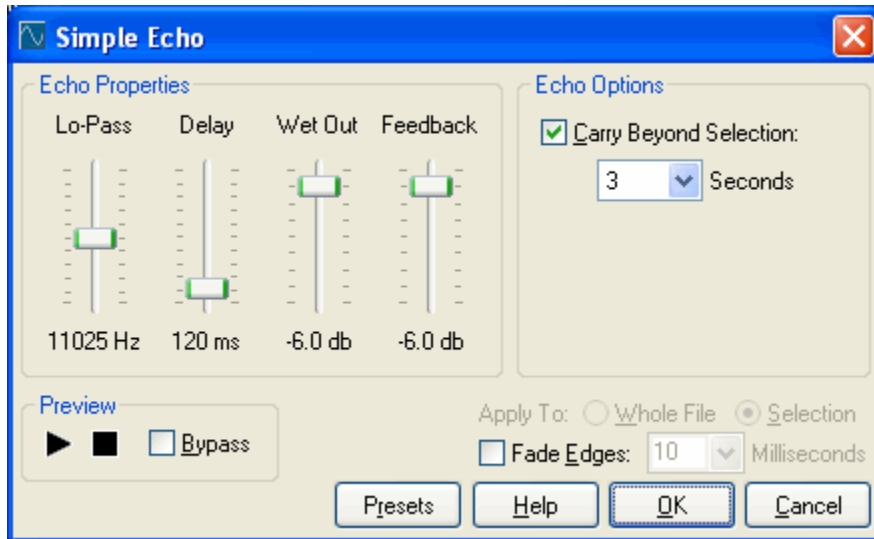 Simple Echo
Echo Properties
Lo-Pass Delay Wet Out Feedback
11025 Hz 120 ms -6.0 db -6.0 db
Echo Options
Carry Beyond Selection:
3 Seconds
Preview
Bypass
Apply To: Whole File Selection
Fade Edges: 10 Milliseconds
Presets Help OK Cancel